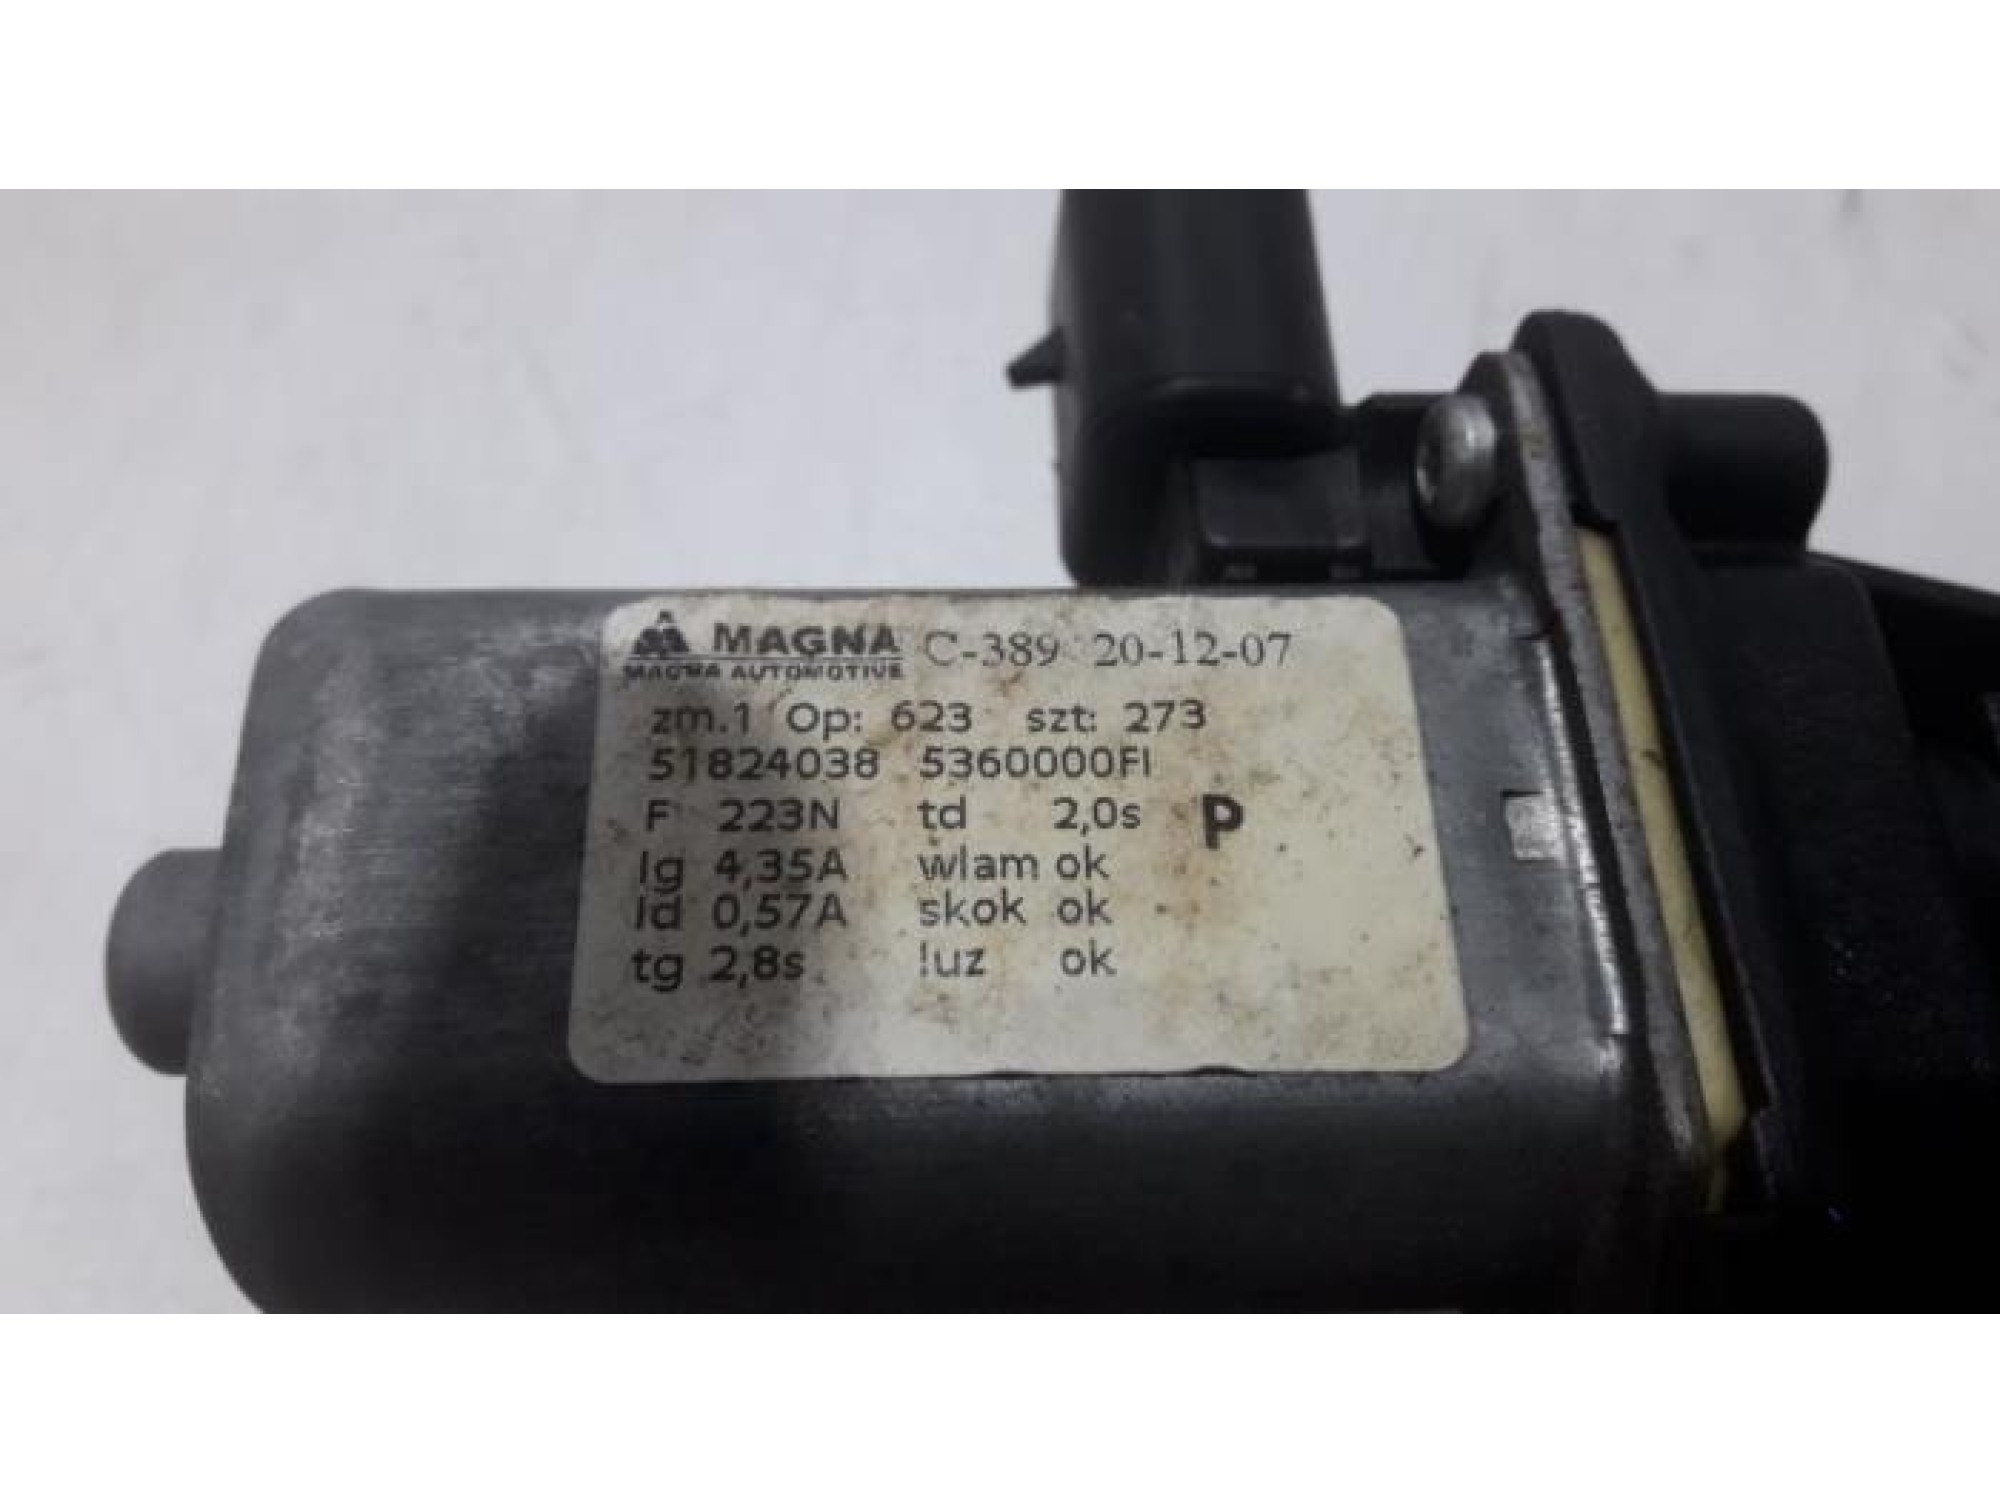 MAGNA C-389 20-12-07
MAGNA AUTOMOTIVE
zm.1 Op: 623 szt: 273
51824038 5360000FI
F 223N td 2,0s P
Ig 4,35A wlam ok
Id 0,57A skok ok
tg 2,8s luz ok